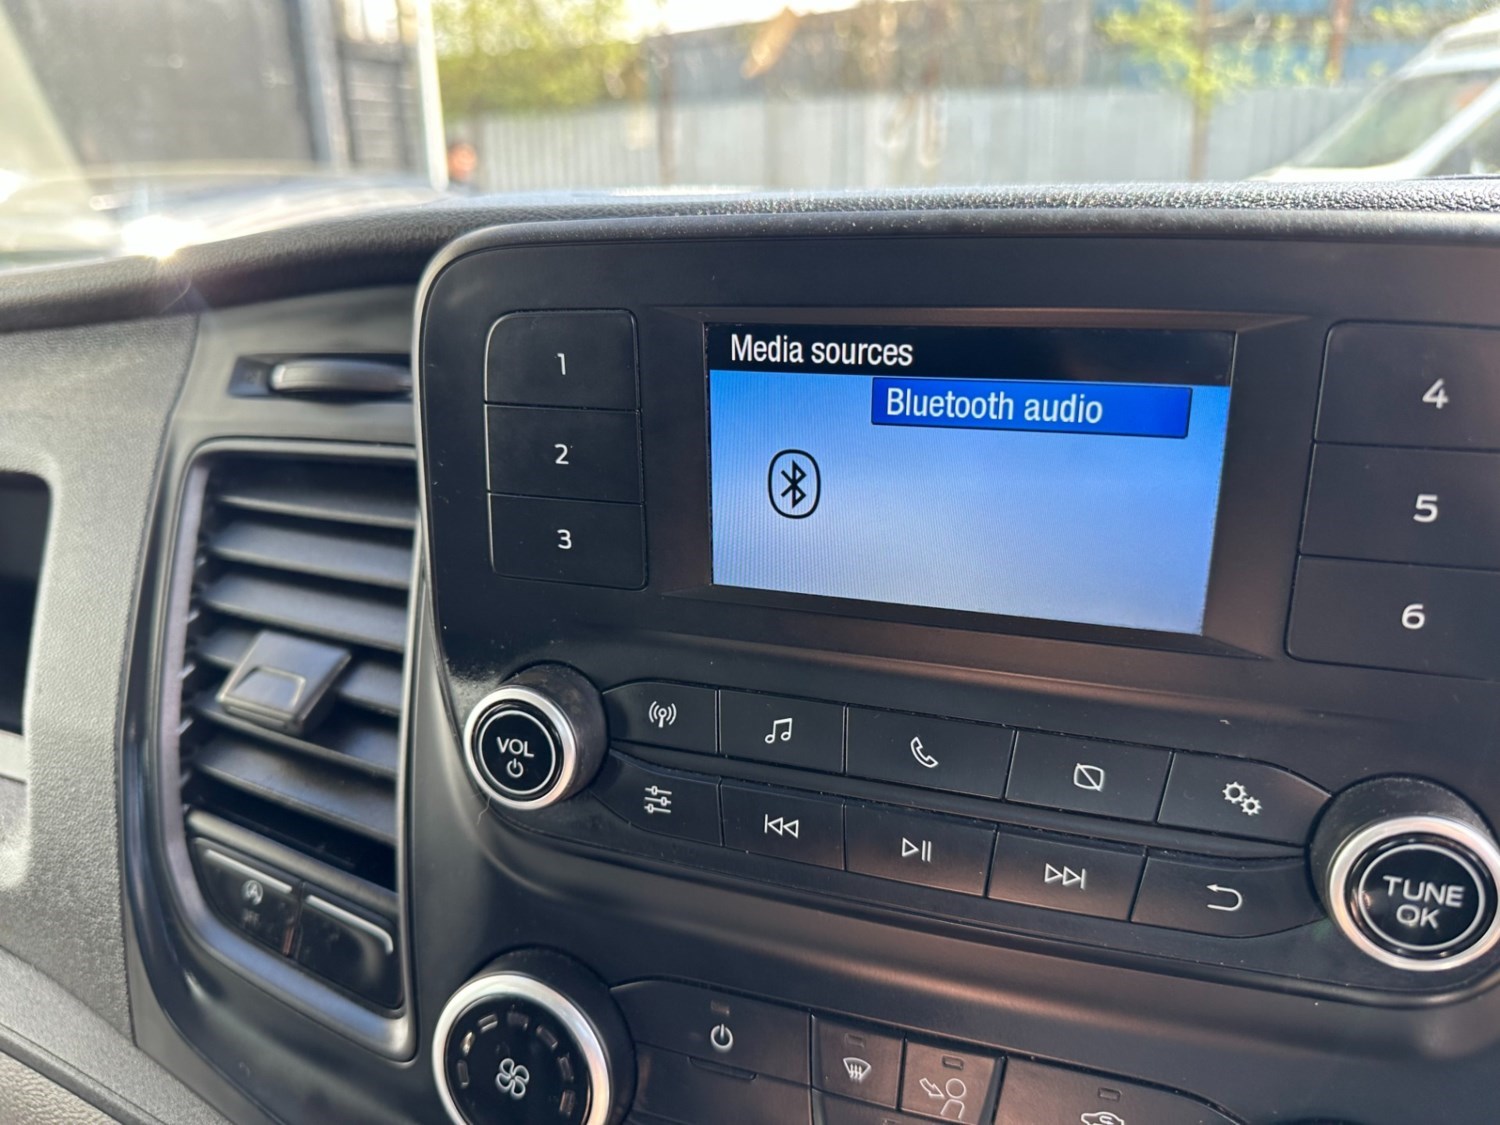 Media sources
Bluetooth audio
1
2
3
4
5
6
VOL
TUNE
OK